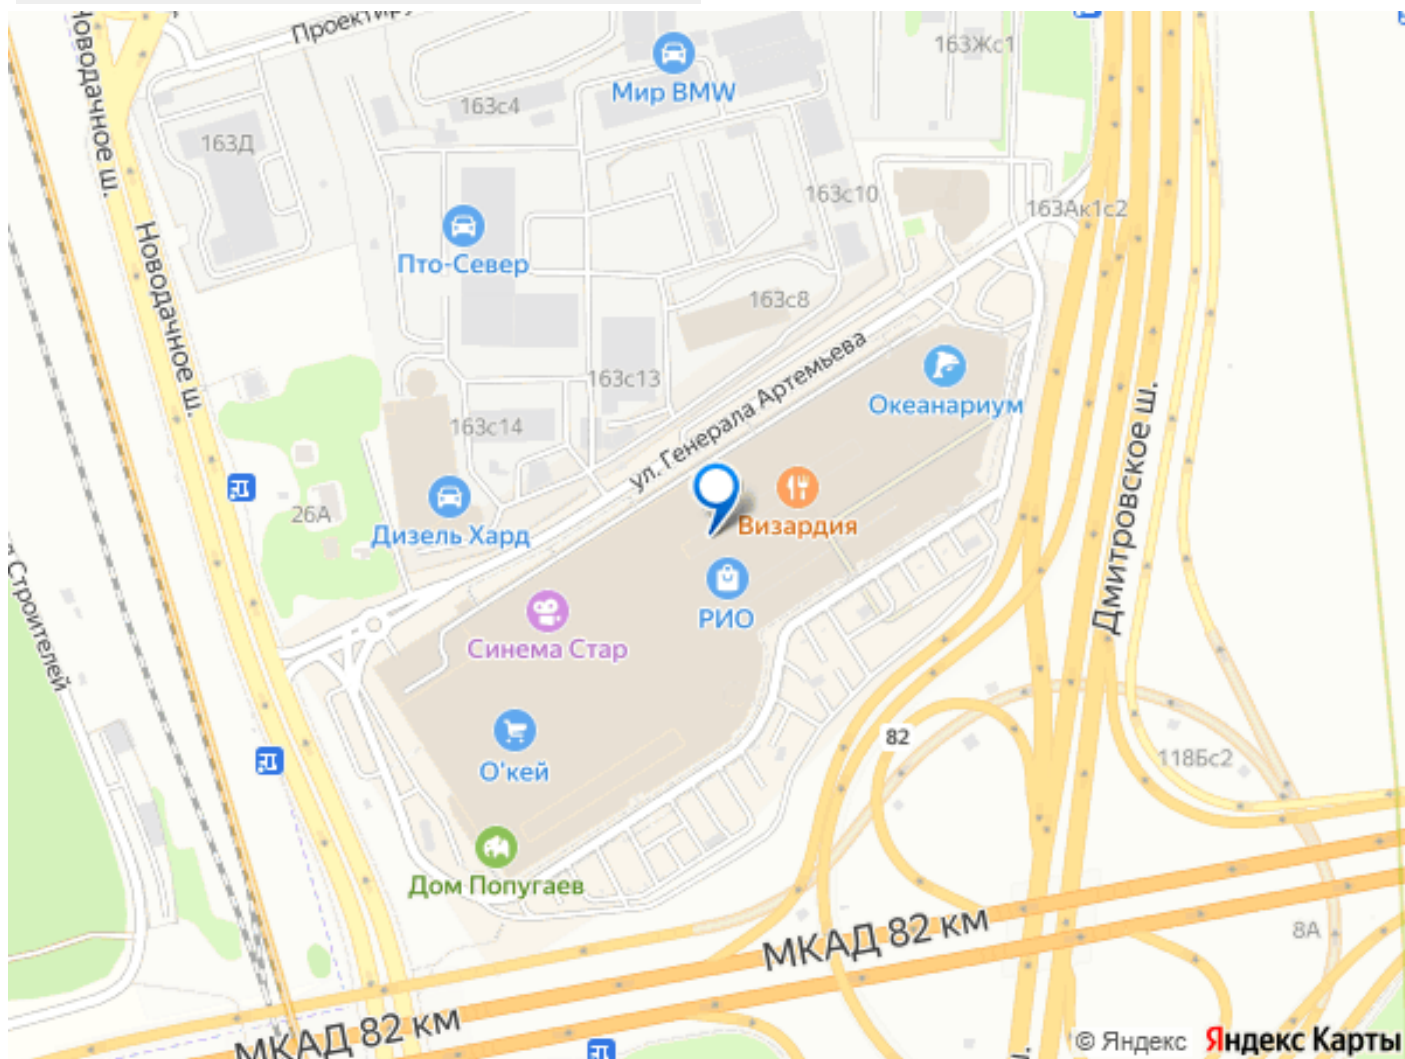 Новодачное ш.
Проектиру
163Жс1
Мир BMW
163с4
163Д
163с10
163Ак1с2
Новодачное ш.
Пто-Север
163с8
ул. Генерала Артемьева
Океанариум
163с13
163с14
26А
Дизель Хард
Визардия
Дмитровское ш.
РИО
Синема Стар
Строителей
О'кей
82
118Бс2
Дом Попугаев
МКАД 82 км
8А
МКАД 82 км
ш.
© Яндекс Яндекс Карты